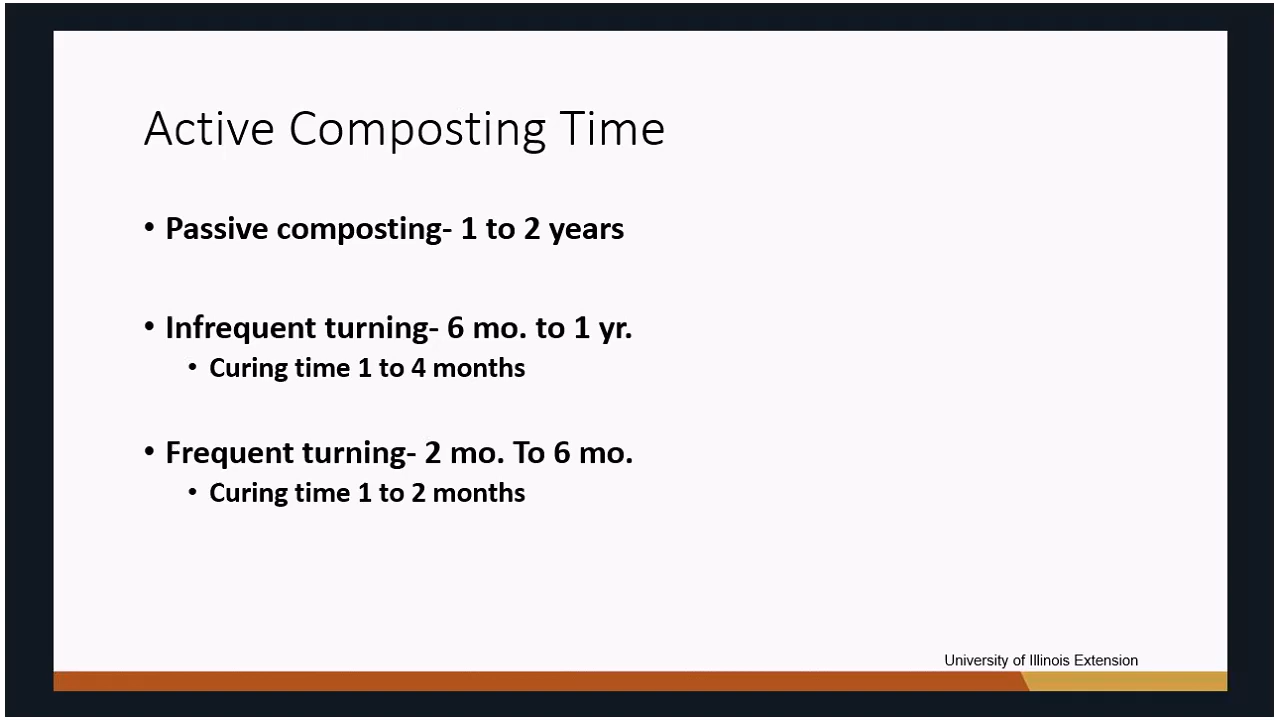 Active Composting Time
• Passive composting- 1 to 2 years
• Infrequent turning- 6 mo. to 1 yr.
• Curing time 1 to 4 months
• Frequent turning- 2 mo. To 6 mo.
• Curing time 1 to 2 months
University of Illinois Extension